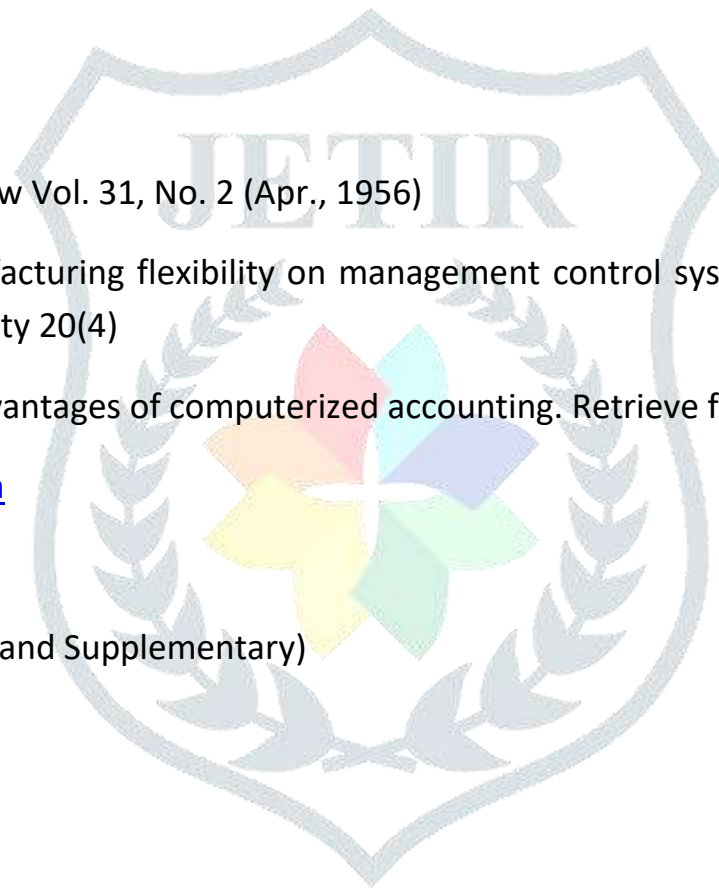 JETIR
w Vol. 31, No. 2 (Apr., 1956)
facturing flexibility on management control sys
ty 20(4)
vantages of computerized accounting. Retrieve f
and Supplementary)